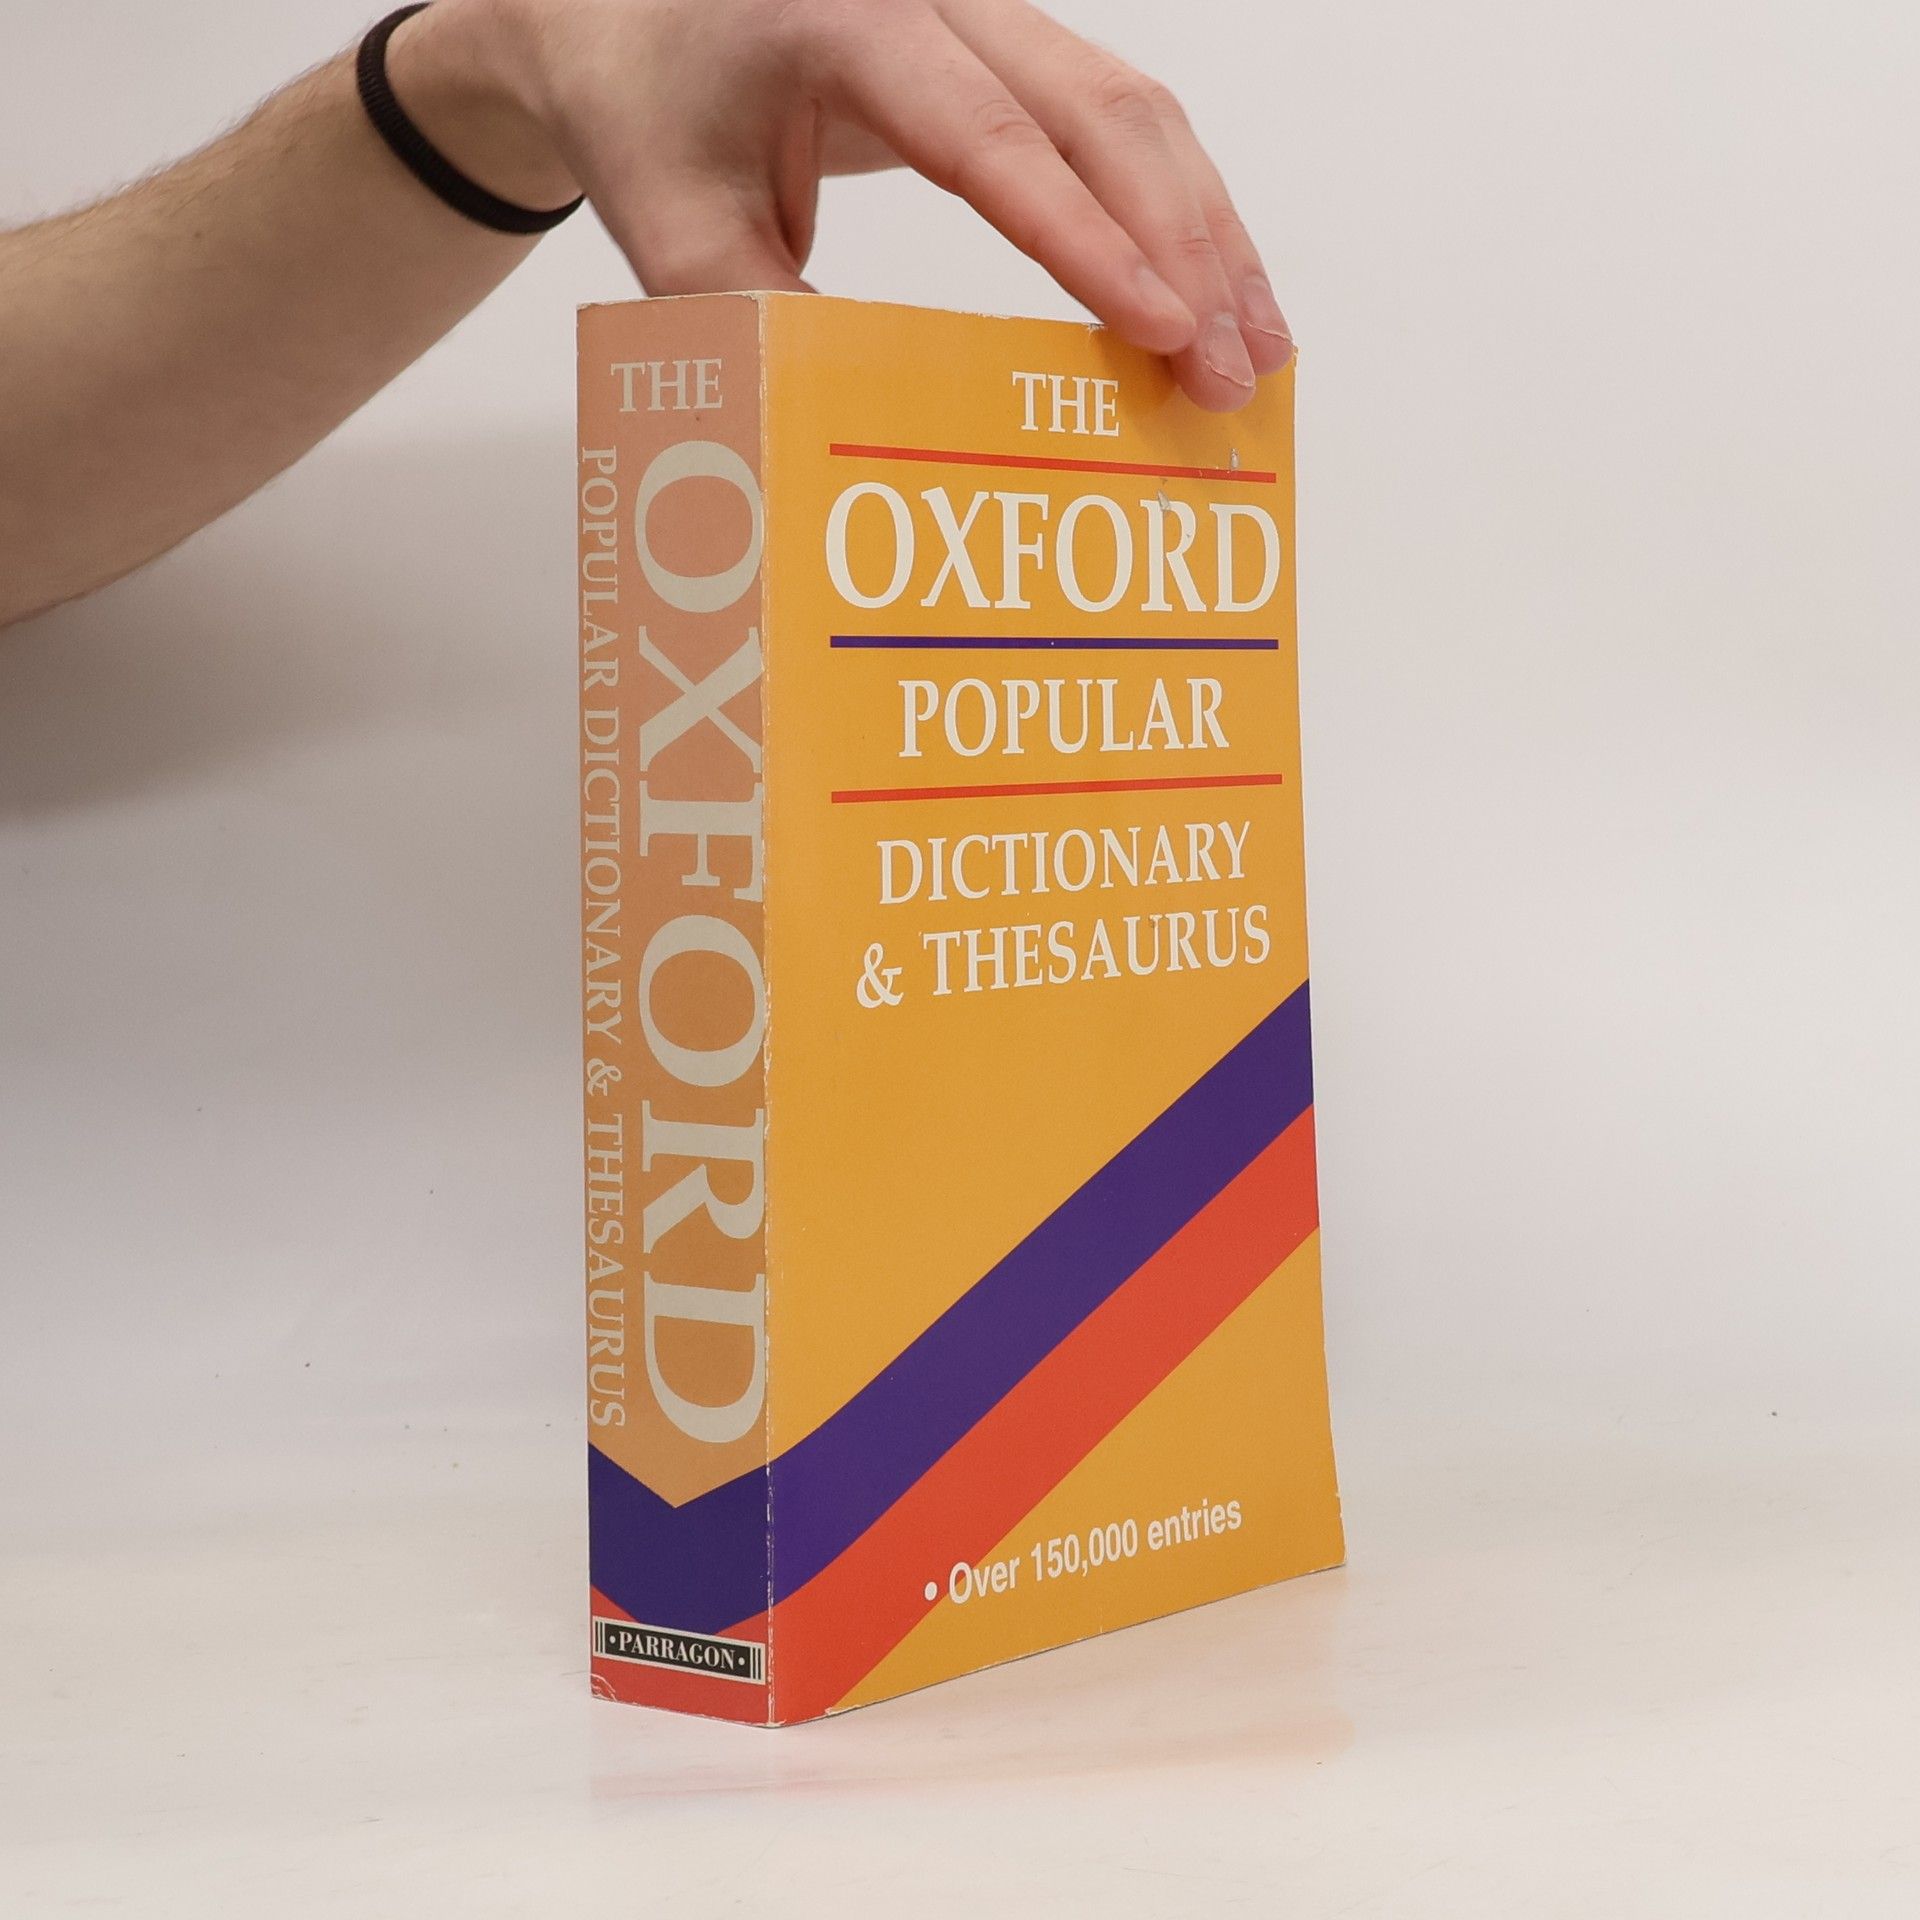 THE
OXFORD
POPULAR DICTIONARY & THESAURUS
·PARRAGON·
THE
OXFORD
POPULAR
DICTIONARY
& THESAURUS
• Over 150,000 entries